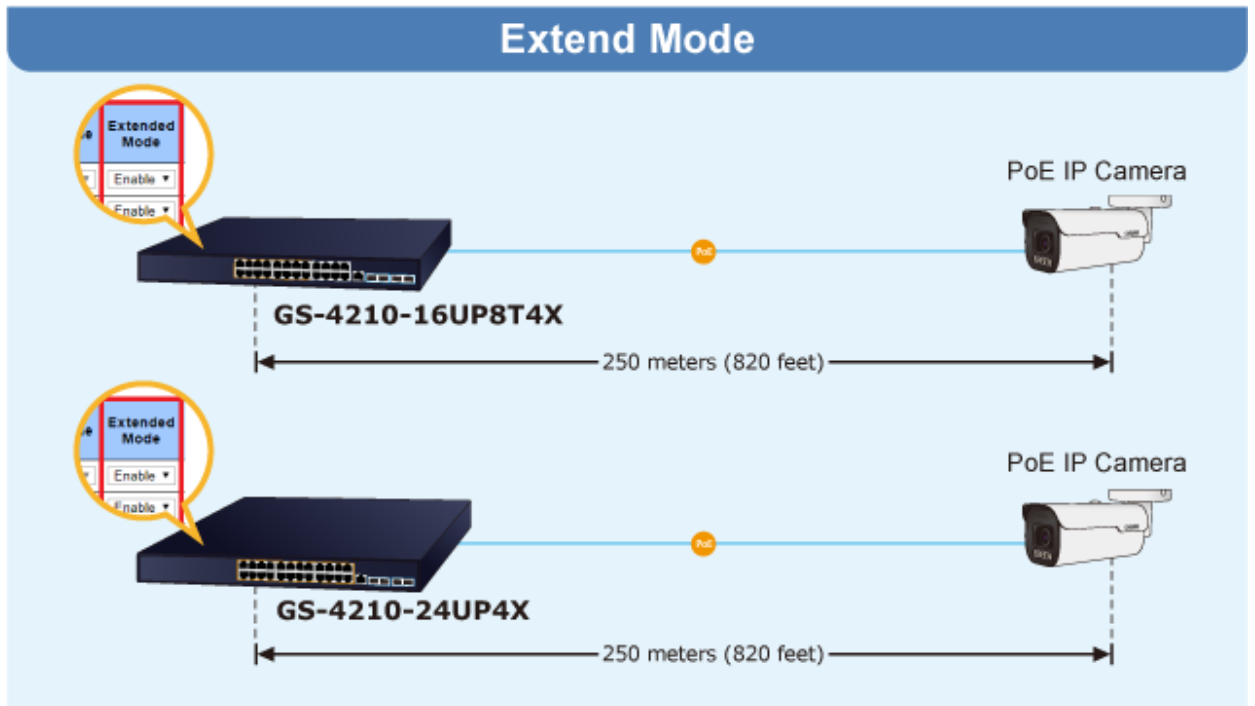 Extend Mode
Extended
Mode
Enable
Enable
PoE IP Camera
PoE
GS-4210-16UP8T4X
250 meters (820 feet)
Extended
Mode
Enable
Enable
PoE IP Camera
PoE
GS-4210-24UP4X
250 meters (820 feet)